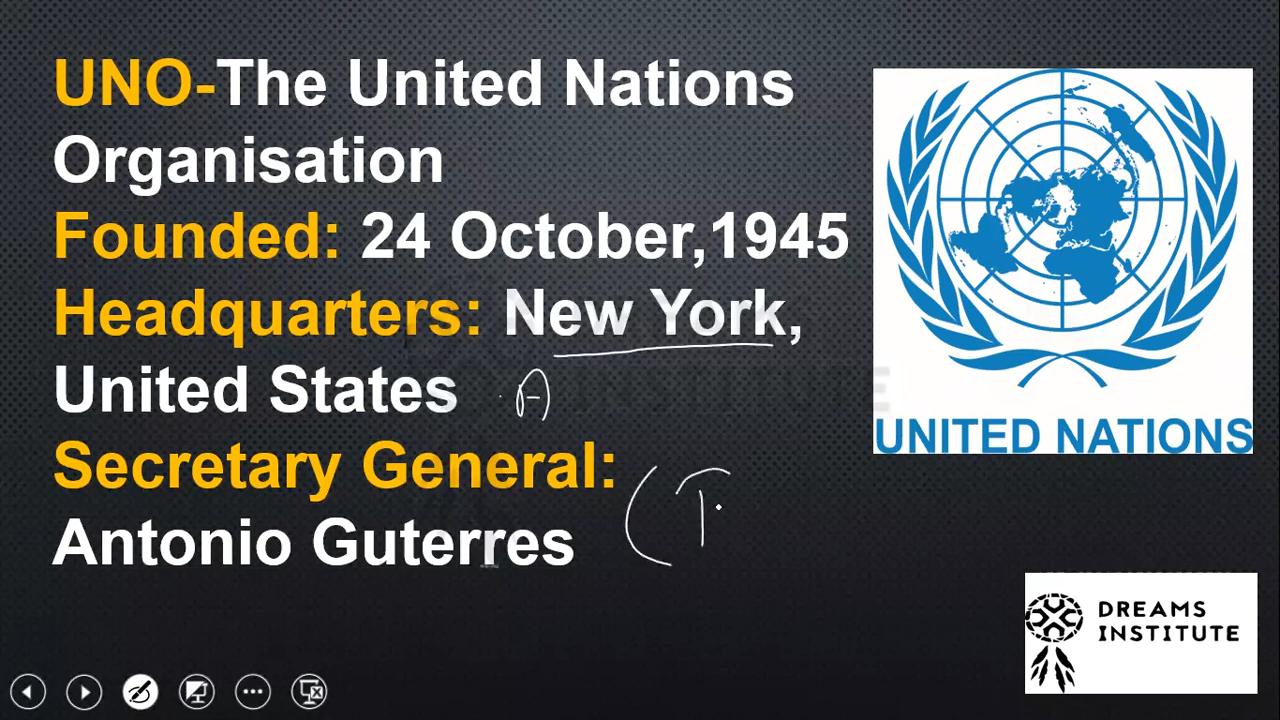 UNO-The United Nations
Organisation
Founded: 24 October,1945
Headquarters: New York,
United States A
Secretary General:
Antonio Guterres (T
UNITED NATIONS
DREAMS
INSTITUTE